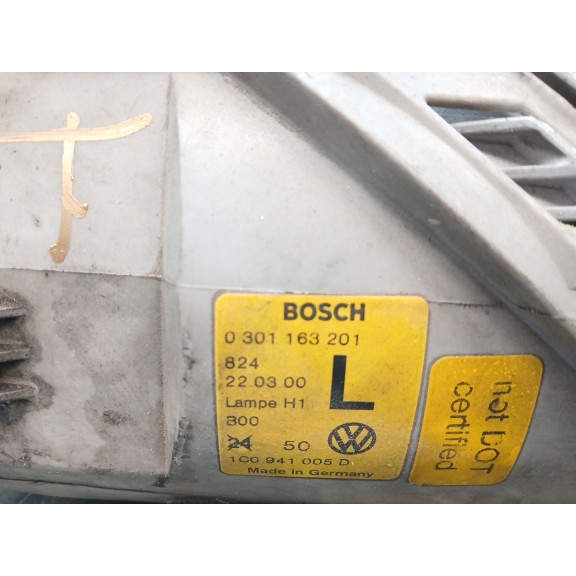 BOSCH
0 301 163 201
824
22.03.00
L
Lampe H1
300
24 50
1C0 941 005 D
Made in Germany
not DOT
certified